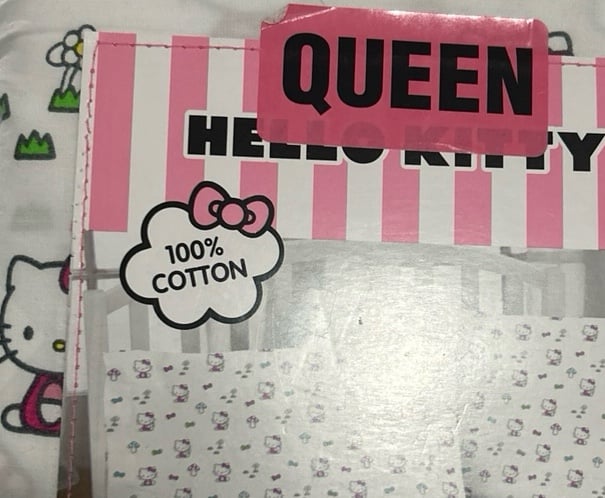 QUEEN
HELLO KITTY
100%
COTTON